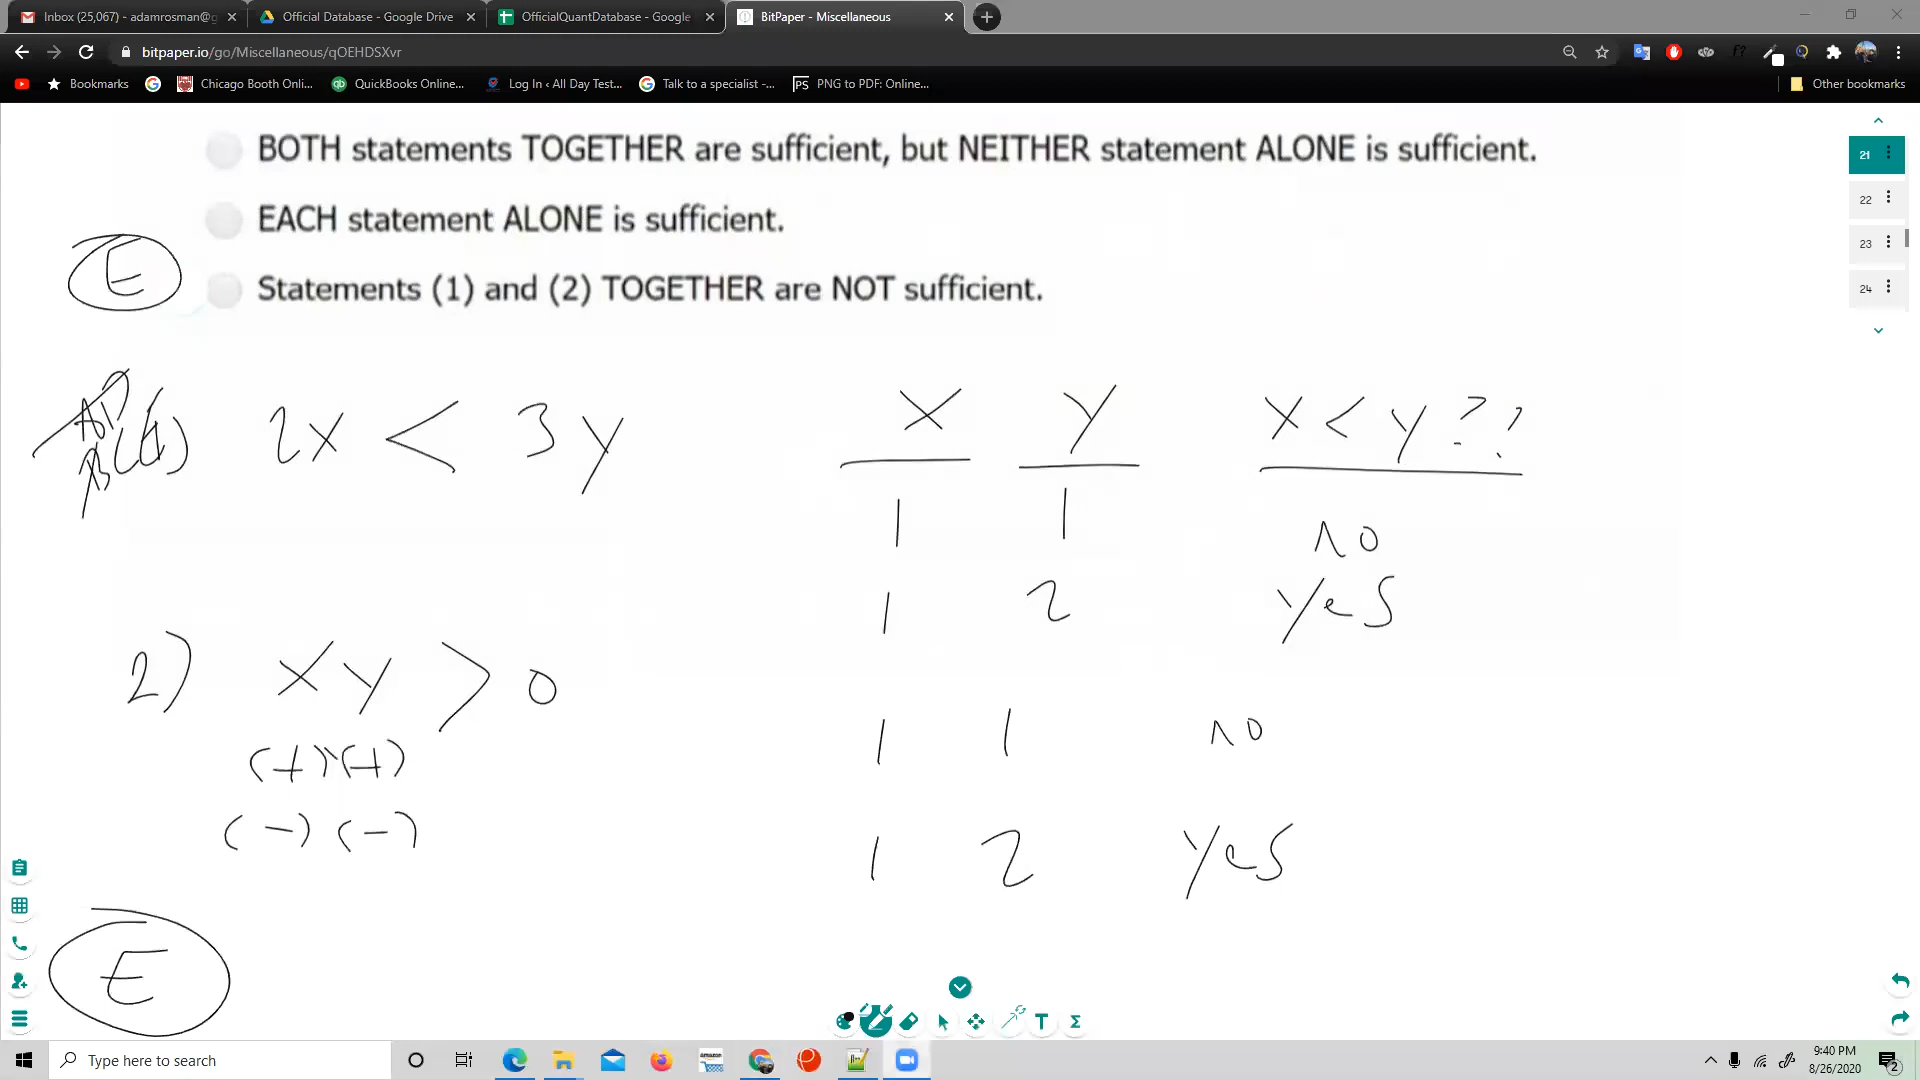 Inbox (25,067) - adamrosman@g
Official Database - Google Drive
OfficialQuantDatabase - Google
BitPaper - Miscellaneous
bitpaper.io/go/Miscellaneous/qOEHDSXvr
Bookmarks
Chicago Booth Onli...
QuickBooks Online...
Log In ‹ All Day Test...
Talk to a specialist -...
PS
PNG to PDF: Online...
Other bookmarks
BOTH statements TOGETHER are sufficient, but NEITHER statement ALONE is sufficient.
EACH statement ALONE is sufficient.
E
Statements (1) and (2) TOGETHER are NOT sufficient.
21
22
23
24
2x < 3y
x y x < y ??
1 1 no
1 2 yes
2) xy > 0
(+)(+)
(-)(-)
1 1 no
1 2 yes
E
T Σ
Type here to search
amazon
9:40 PM
8/26/2020
2